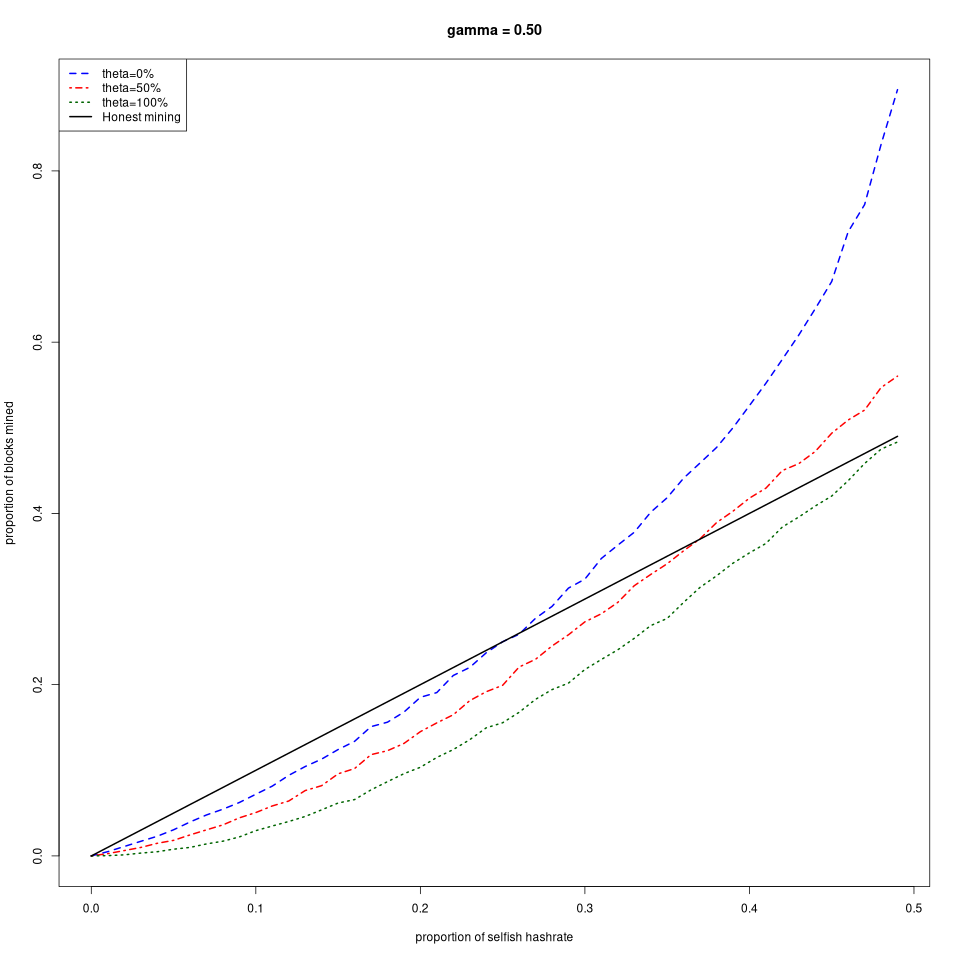 gamma = 0.50
theta=0%
theta=50%
theta=100%
Honest mining
proportion of blocks mined
0.8
0.6
0.4
0.2
0.0
0.0 0.1 0.2 0.3 0.4 0.5
proportion of selfish hashrate